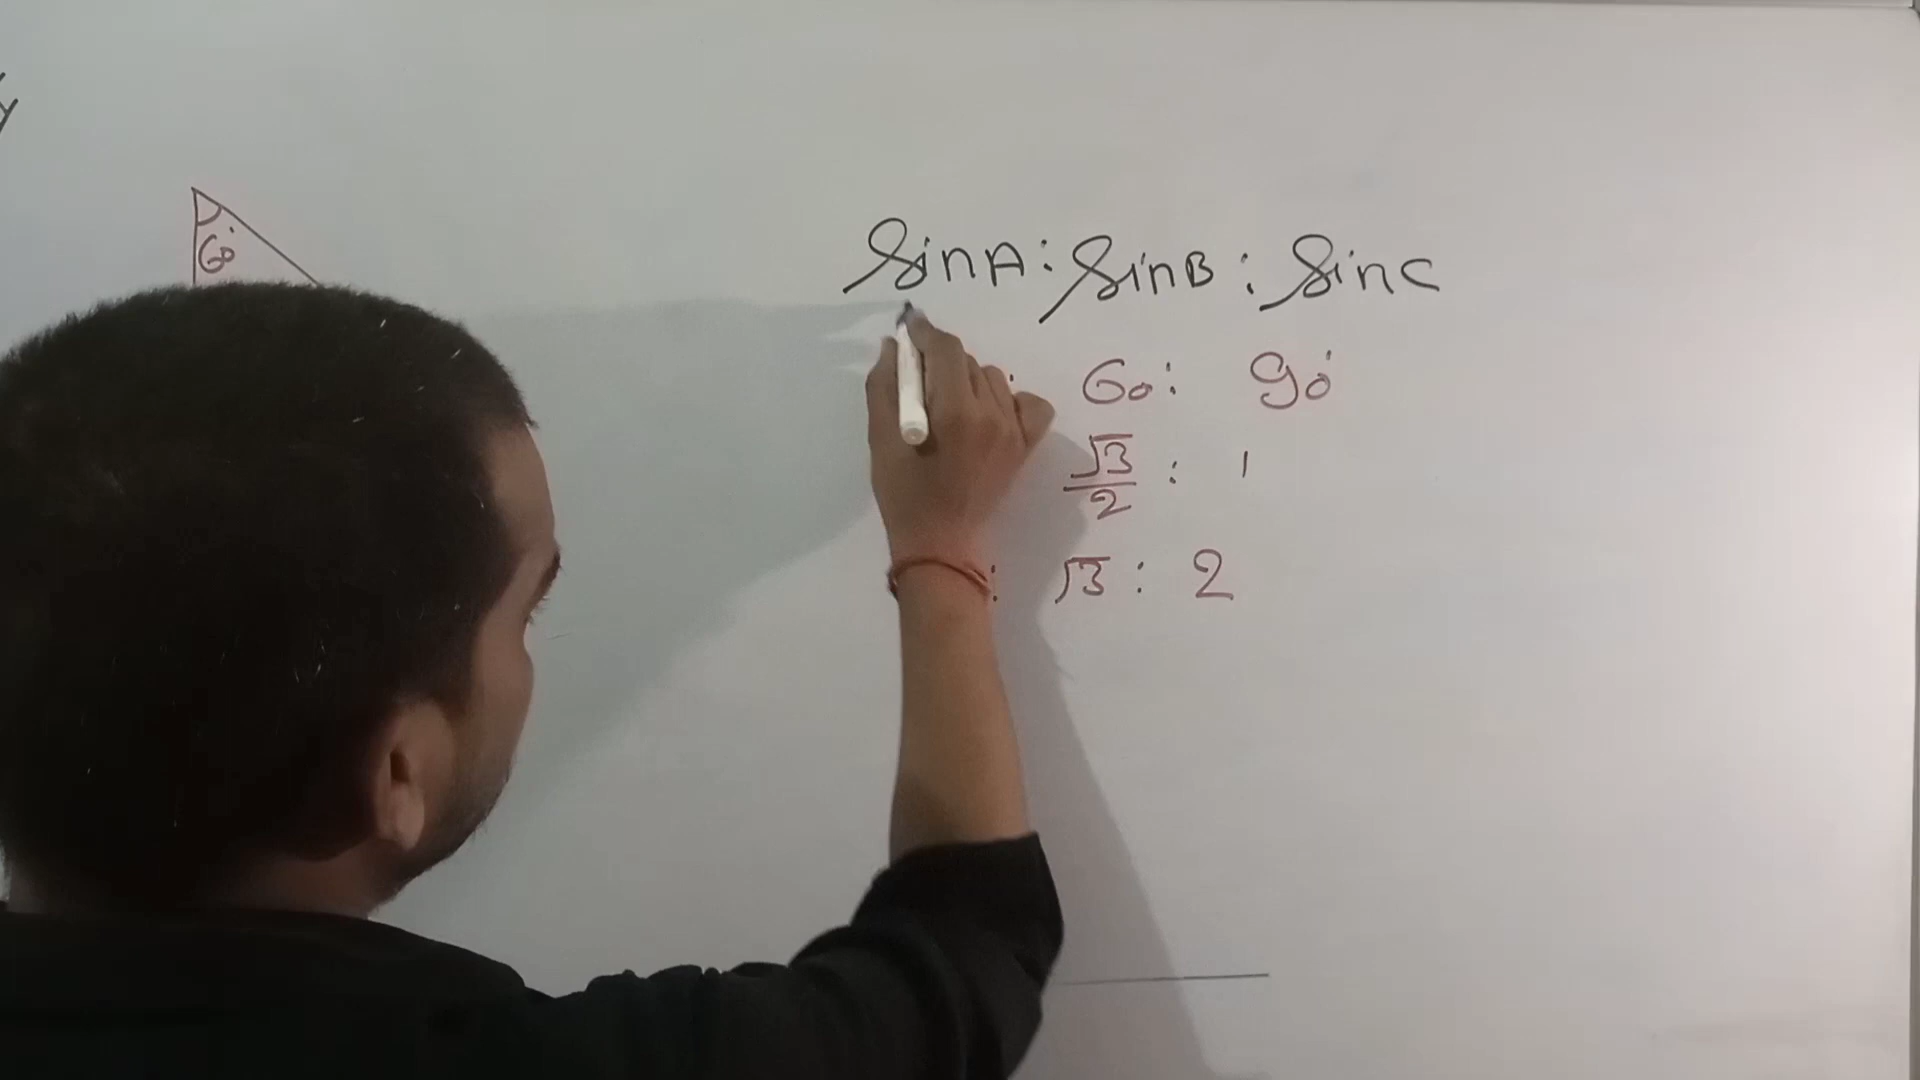 60°
sinA : sinB : sinC
: 60 : 90°
√3/2 : 1
: √3 : 2